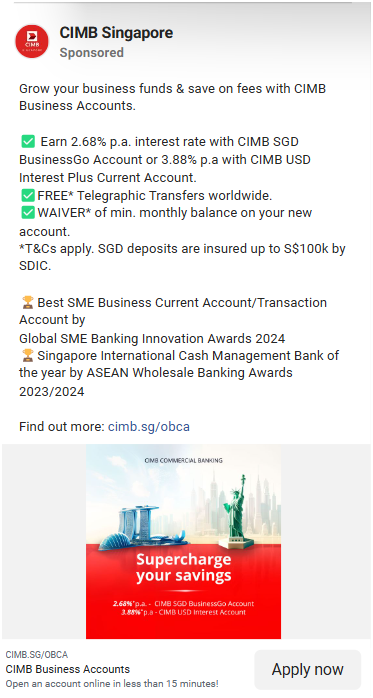 CIMB
CIMB Singapore
Sponsored
Grow your business funds & save on fees with CIMB
Business Accounts.
✅ Earn 2.68% p.a. interest rate with CIMB SGD
BusinessGo Account or 3.88% p.a with CIMB USD
Interest Plus Current Account.
✅FREE* Telegraphic Transfers worldwide.
✅WAIVER* of min. monthly balance on your new
account.
*T&Cs apply. SGD deposits are insured up to S$100k by
SDIC.
🏆Best SME Business Current Account/Transaction
Account by
Global SME Banking Innovation Awards 2024
🏆Singapore International Cash Management Bank of
the year by ASEAN Wholesale Banking Awards
2023/2024
Find out more: cimb.sg/obca
CIMB COMMERCIAL BANKING
Supercharge
your savings
2.68%*p.a. - CIMB SGD BusinessGo Account
3.88%*p.a - CIMB USD Interest Account
CIMB.SG/OBCA
CIMB Business Accounts
Open an account online in less than 15 minutes!
Apply now